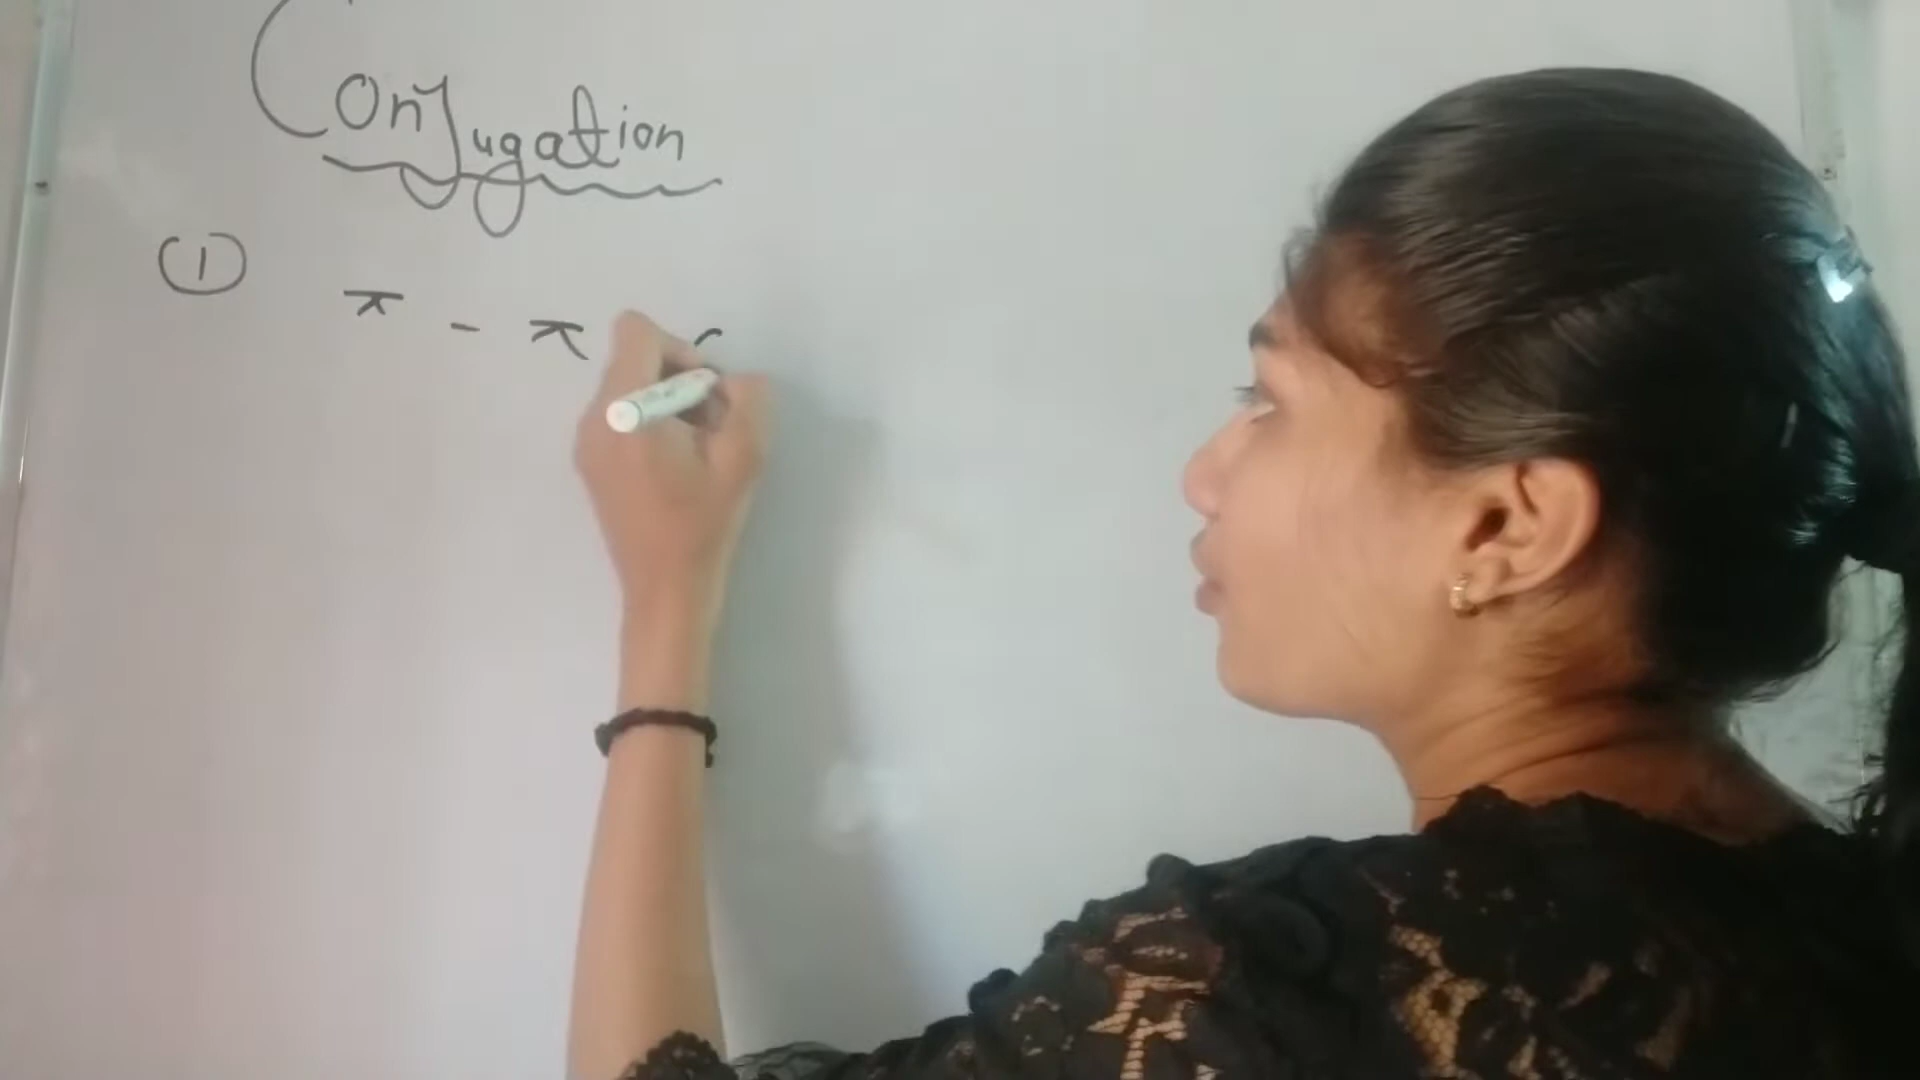 Conjugation
① π - π